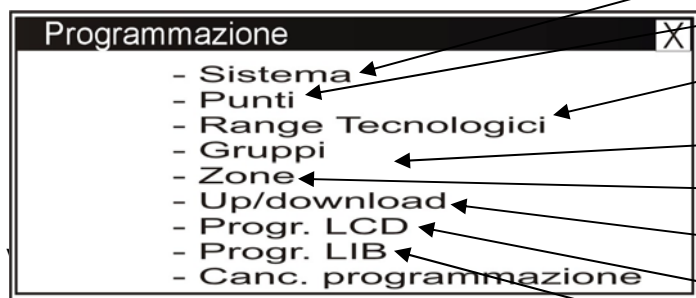 Programmazione X
- Sistema
- Punti
- Range Tecnologici
- Gruppi
- Zone
- Up/download
- Progr. LCD
- Progr. LIB
- Canc. programmazione